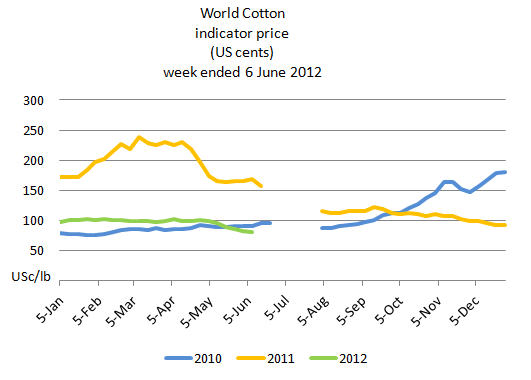 World Cotton
indicator price
(US cents)
week ended 6 June 2012
300
250
200
150
100
50
USc/lb
5-Jan
5-Feb
5-Mar
5-Apr
5-May
5-Jun
5-Jul
5-Aug
5-Sep
5-Oct
5-Nov
5-Dec
2010 2011 2012